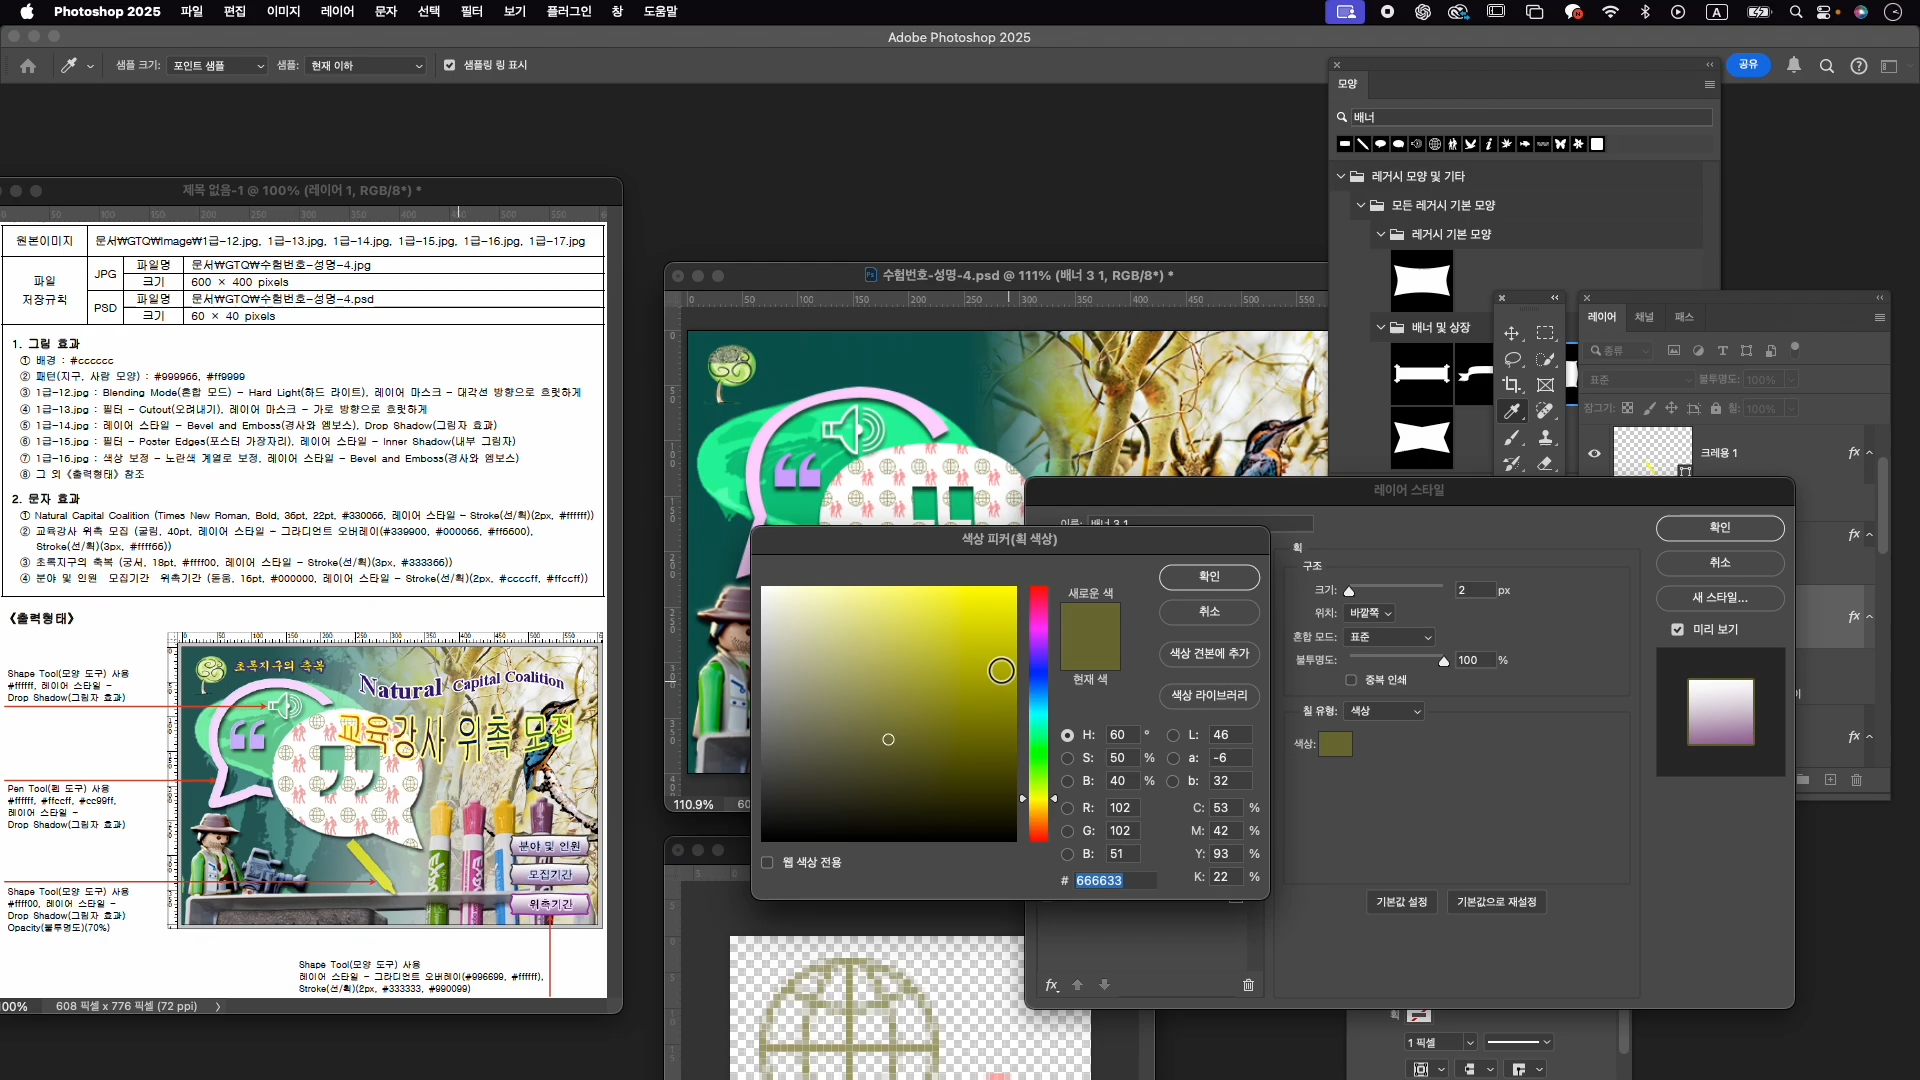 Photoshop 2025 파일 편집 이미지 레이어 문자 선택 필터 보기 플러그인 창 도움말
Adobe Photoshop 2025
샘플 크기: 포인트 샘플 샘플: 현재 이하 샘플링 링 표시
공유
모양
배너
레거시 모양 및 기타
모든 레거시 기본 모양
레거시 기본 모양
배너 및 상장
제목 없음-1 @ 100% (레이어 1, RGB/8*) *
원본이미지 문서₩GTQ₩Image₩1급-12.jpg, 1급-13.jpg, 1급-14.jpg, 1급-15.jpg, 1급-16.jpg, 1급-17.jpg
파일 저장규칙
JPG 파일명 문서₩GTQ₩수험번호-성명-4.jpg
크기 600 × 400 pixels
PSD 파일명 문서₩GTQ₩수험번호-성명-4.psd
크기 60 × 40 pixels
1. 그림 효과
① 배경 : #cccccc
② 패턴(지구, 사람 모양) : #999966, #ff9999
③ 1급-12.jpg : Blending Mode(혼합 모드) - Hard Light(하드 라이트), 레이어 마스크 - 대각선 방향으로 흐릿하게
④ 1급-13.jpg : 필터 - Cutout(오려내기), 레이어 마스크 - 가로 방향으로 흐릿하게
⑤ 1급-14.jpg : 레이어 스타일 - Bevel and Emboss(경사와 엠보스), Drop Shadow(그림자 효과)
⑥ 1급-15.jpg : 필터 - Poster Edges(포스터 가장자리), 레이어 스타일 - Inner Shadow(내부 그림자)
⑦ 1급-16.jpg : 색상 보정 - 노란색 계열로 보정, 레이어 스타일 - Bevel and Emboss(경사와 엠보스)
⑧ 그 외 《출력형태》 참조
2. 문자 효과
① Natural Capital Coalition (Times New Roman, Bold, 36pt, 22pt, #330066, 레이어 스타일 - Stroke(선/획)(2px, #ffffff))
② 교육강사 위촉 모집 (굴림, 40pt, 레이어 스타일 - 그라디언트 오버레이(#339900, #000066, #ff6600),
Stroke(선/획)(3px, #ffff66))
③ 초록지구의 축복 (궁서, 18pt, #ffff00, 레이어 스타일 - Stroke(선/획)(3px, #333366))
④ 분야 및 인원 모집기간 위촉기간 (돋움, 16pt, #000000, 레이어 스타일 - Stroke(선/획)(2px, #ccccff, #ffccff))
《출력형태》
Shape Tool(모양 도구) 사용
#ffffff, 레이어 스타일 -
Drop Shadow(그림자 효과)
Pen Tool(펜 도구) 사용
#ffffff, #ffccff, #cc99ff,
레이어 스타일 -
Drop Shadow(그림자 효과)
Shape Tool(모양 도구) 사용
#ffff00, 레이어 스타일 -
Drop Shadow(그림자 효과)
Opacity(불투명도)(70%)
초록지구의 축복
Natural Capital Coalition
교육강사 위촉 모집
분야 및 인원
모집기간
위촉기간
Shape Tool(모양 도구) 사용
레이어 스타일 - 그라디언트 오버레이(#996699, #ffffff),
Stroke(선/획)(2px, #333333, #990099)
608 픽셀 x 776 픽셀 (72 ppi)
수험번호-성명-4.psd @ 111% (배너 3 1, RGB/8*) *
110.9%
색상 피커(획 색상)
새로운 색
현재 색
확인
취소
색상 견본에 추가
색상 라이브러리
H: 60 ° L: 46
S: 50 % a: -6
B: 40 % b: 32
R: 102 C: 53 %
G: 102 M: 42 %
B: 51 Y: 93 %
# 666633 K: 22 %
웹 색상 전용
레이어 스타일
이름: 배너 3 1
획
구조
크기: 2 px
위치: 바깥쪽
혼합 모드: 표준
불투명도: 100 %
중복 인쇄
칠 유형: 색상
색상:
기본값 설정 기본값으로 재설정
확인
취소
새 스타일...
미리 보기
레이어 채널 패스
종류
표준 불투명도: 100%
잠그기: 칠: 100%
크레용 1
획
1 픽셀